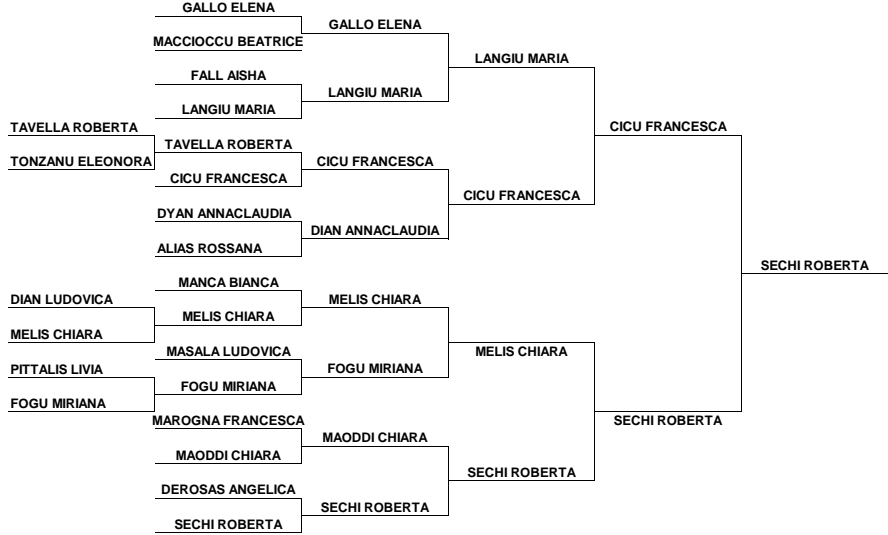 GALLO ELENA
GALLO ELENA
MACCIOCCU BEATRICE
LANGIU MARIA
FALL AISHA
LANGIU MARIA
LANGIU MARIA
TAVELLA ROBERTA
CICU FRANCESCA
TAVELLA ROBERTA
TONZANU ELEONORA
CICU FRANCESCA
CICU FRANCESCA
CICU FRANCESCA
DYAN ANNACLAUDIA
DIAN ANNACLAUDIA
ALIAS ROSSANA
SECHI ROBERTA
MANCA BIANCA
DIAN LUDOVICA
MELIS CHIARA
MELIS CHIARA
MELIS CHIARA
MASALA LUDOVICA
MELIS CHIARA
PITTALIS LIVIA
FOGU MIRIANA
FOGU MIRIANA
FOGU MIRIANA
MAROGNA FRANCESCA
SECHI ROBERTA
MAODDI CHIARA
MAODDI CHIARA
SECHI ROBERTA
DEROSAS ANGELICA
SECHI ROBERTA
SECHI ROBERTA